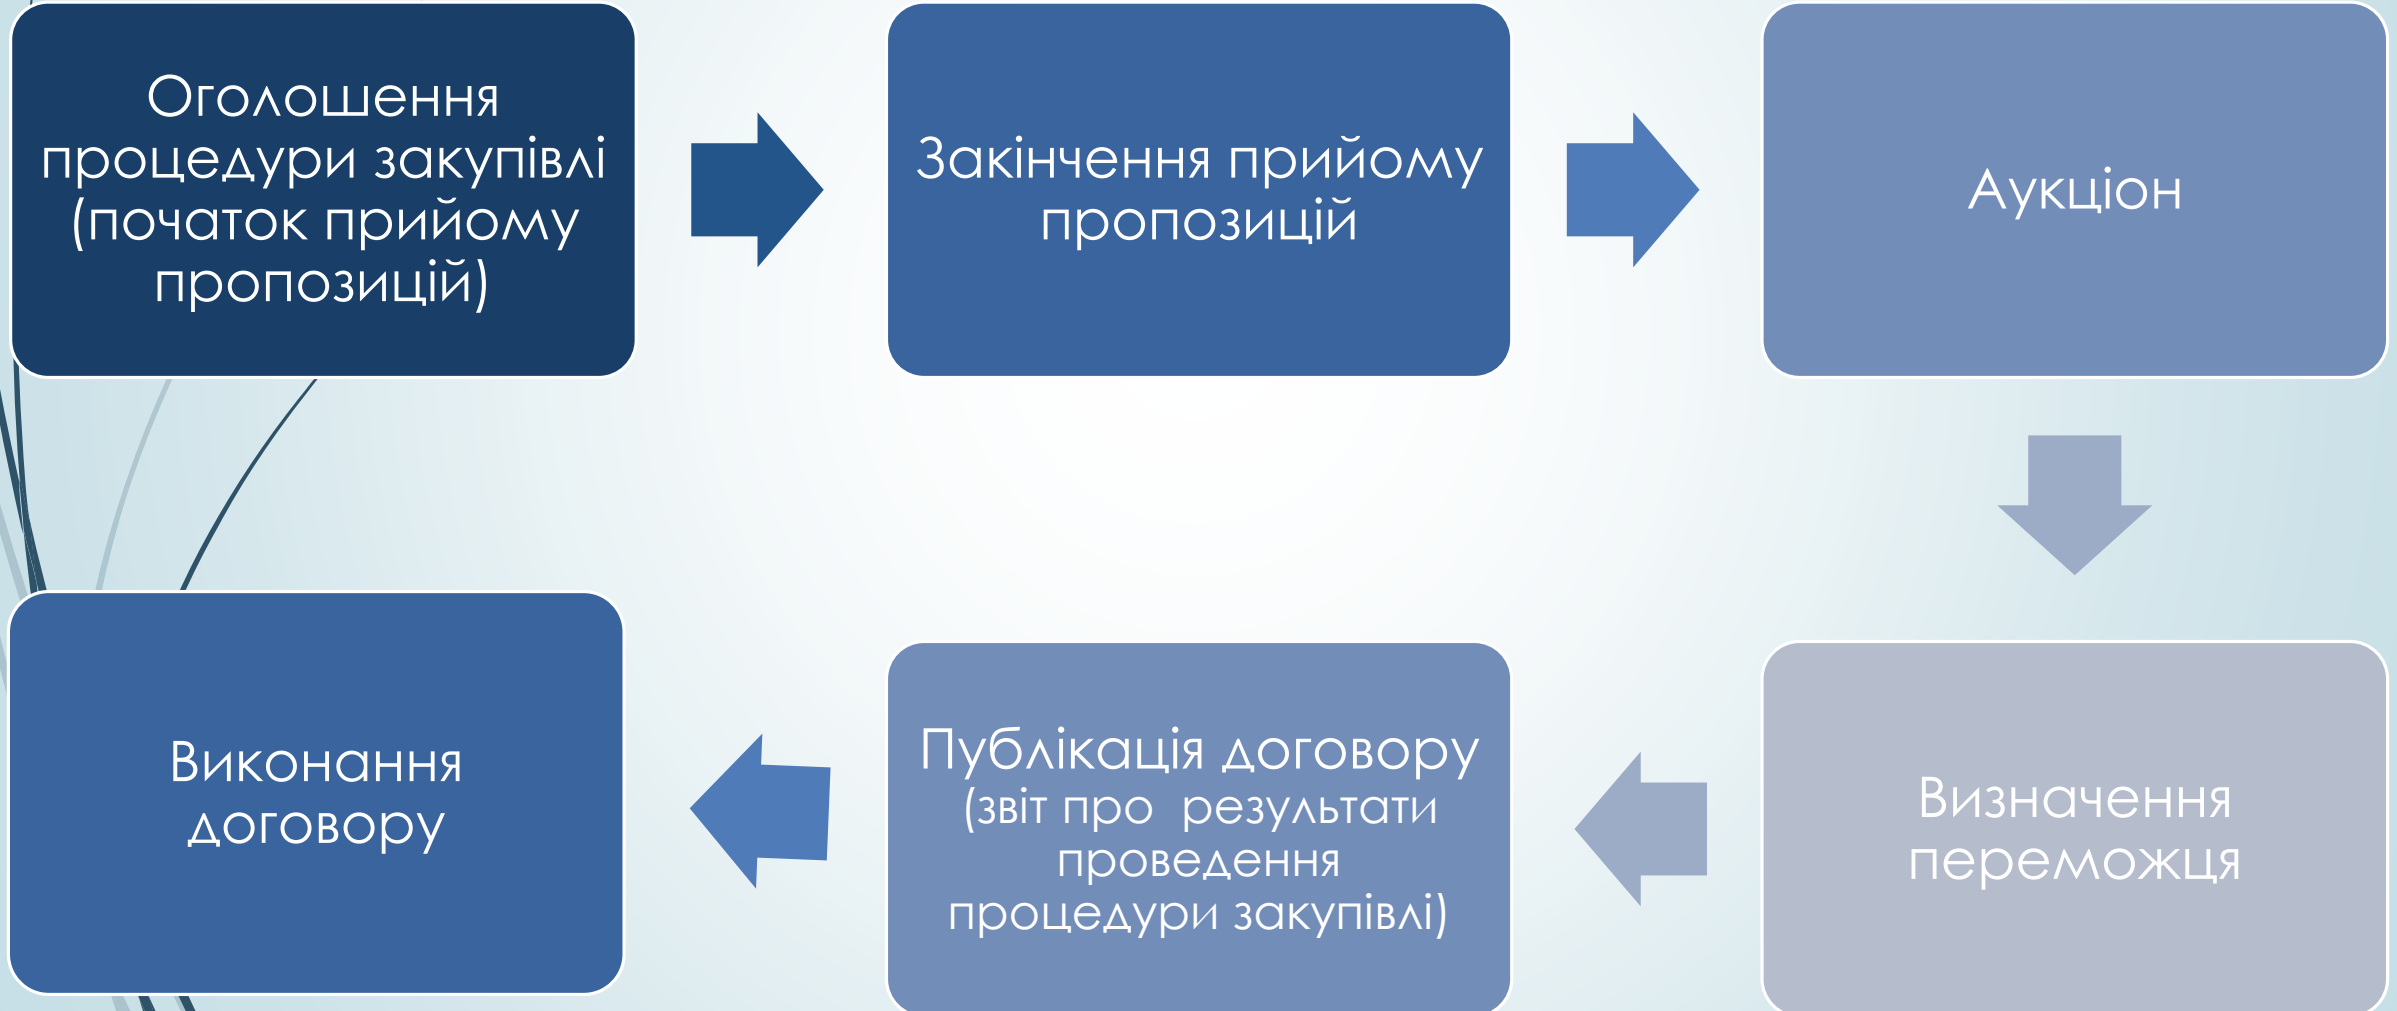 Оголошення
процедури закупівлі
(початок прийому
пропозицій)
Закінчення прийому
пропозицій
Аукціон
Визначення
переможця
Публікація договору
(звіт про  результати
проведення
процедури закупівлі)
Виконання
договору